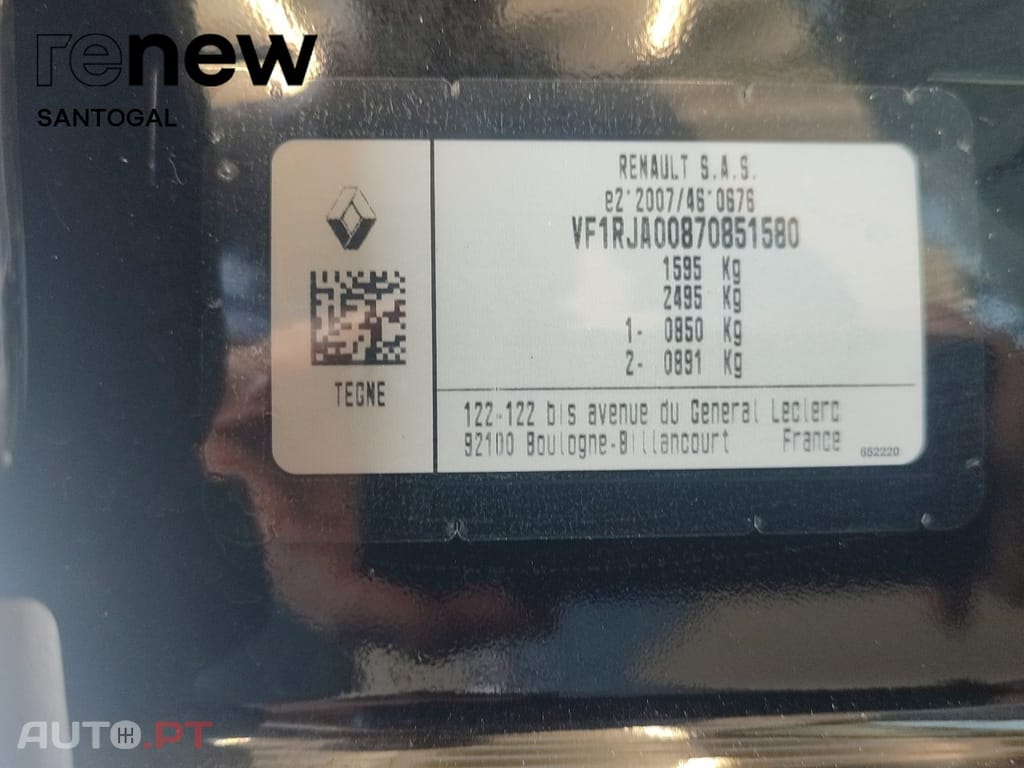 renew
SANTOGAL
RENAULT S.A.S.
e2*2007/46*0676
VF1RJA00870851580
1595 Kg
2495 Kg
1- 0850 Kg
2- 0891 Kg
TEGNE
122-122 bis avenue du General Leclerc
92100 Boulogne-Billancourt France
652220
AUTO.PT